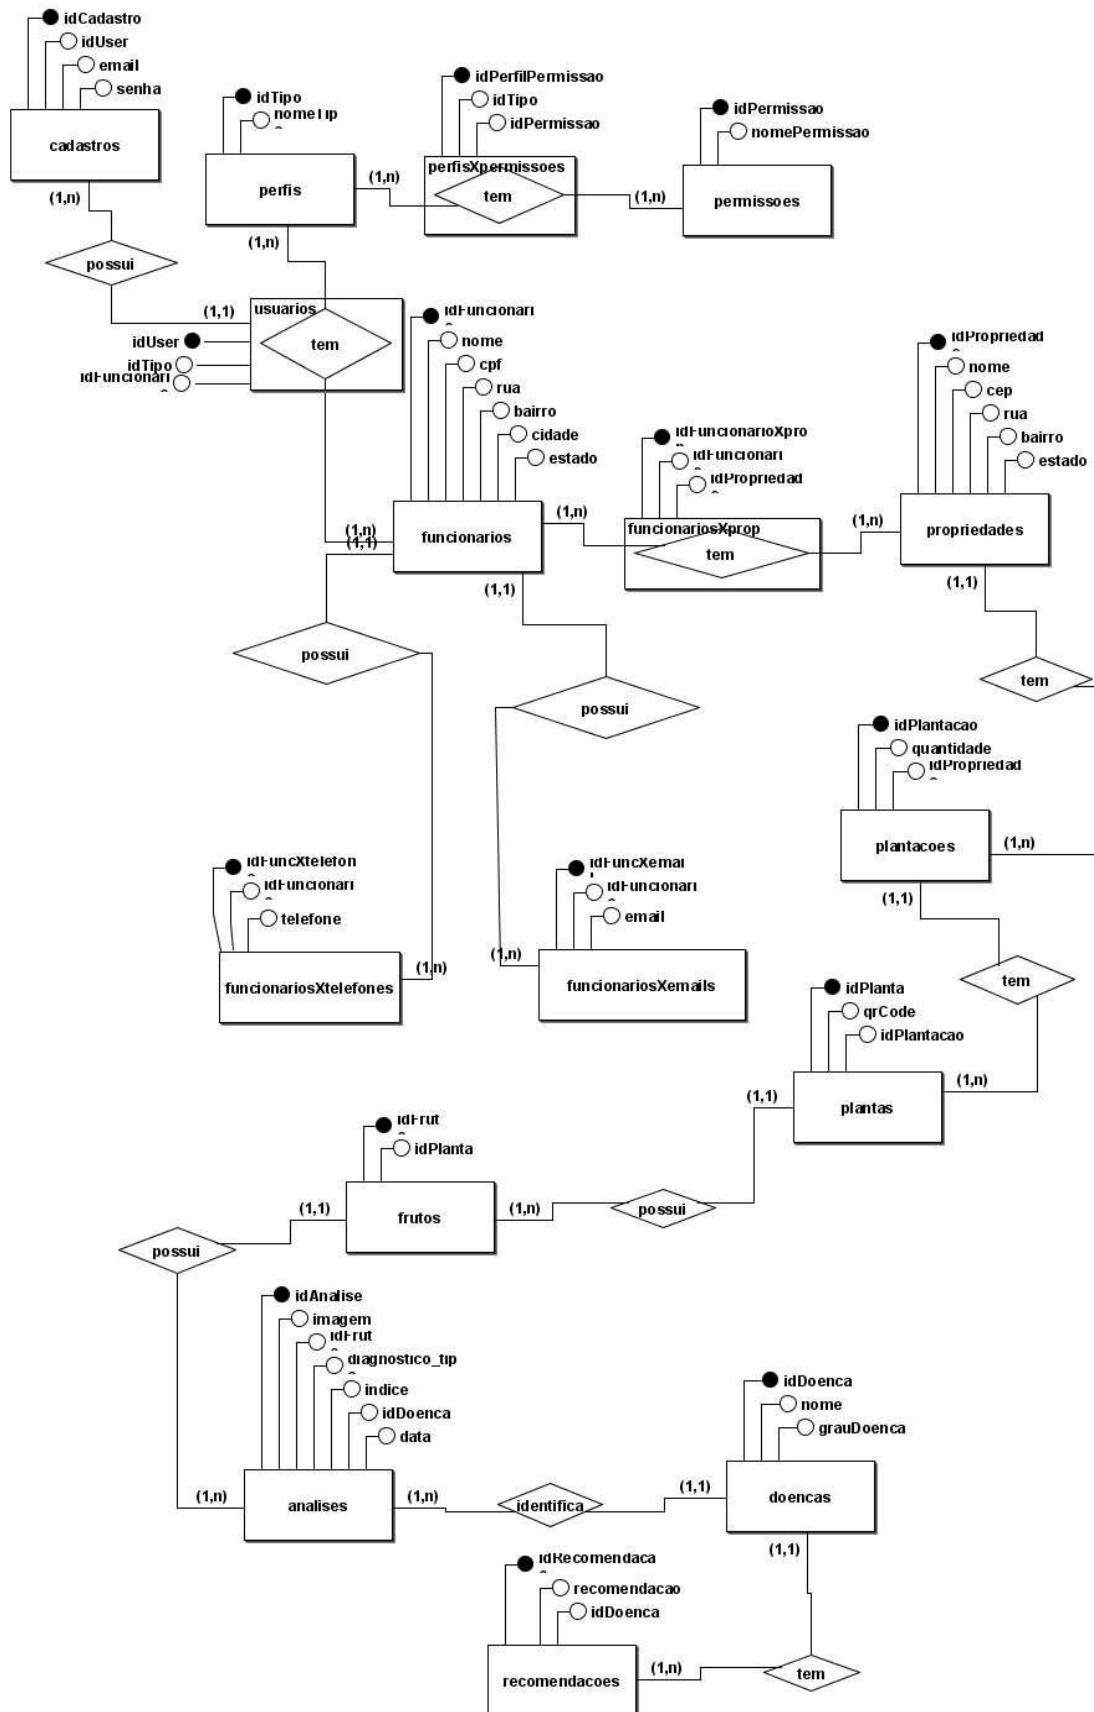 idCadastro
idUser
email
senha
cadastros
(1,n)
possui
(1,1)
idTipo
perfis
(1,n)
(1,n)
idPerfilPermissao
idTipo
idPermissao
perfisXpermissoes
tem
(1,n)
idPermissao
nomePermissao
permissoes
usuarios
tem
idUser
idTipo
nome
cpf
rua
bairro
cidade
estado
(1,n)
(1,1)
funcionarios
(1,n)
(1,1)
funcionariosXprop
tem
(1,n)
nome
cep
rua
bairro
estado
propriedades
(1,1)
tem
possui
possui
idPlantacao
quantidade
plantacoes
(1,n)
(1,1)
tem
telefone
funcionariosXtelefones
(1,n)
email
(1,n)
funcionariosXemails
idPlanta
qrCode
idPlantacao
plantas
(1,n)
(1,1)
idPlanta
frutos
(1,1)
(1,n)
possui
possui
idAnalise
imagem
indice
idDoenca
data
(1,n)
analises
(1,n)
identifica
(1,1)
idDoenca
nome
grauDoenca
doencas
(1,1)
recomendacao
idDoenca
recomendacoes
(1,n)
tem